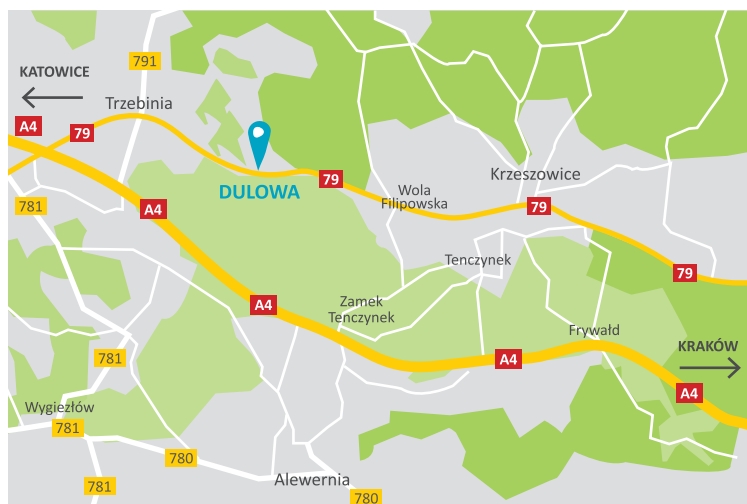 791
KATOWICE
Trzebinia
A4
79
DULOWA
79
Wola
Filipowska
Krzeszowice
79
781
A4
Tenczynek
79
Zamek
Tenczynek
A4
Frywałd
KRAKÓW
781
A4
A4
Wygiezłów
781
780
Alewernia
781
780